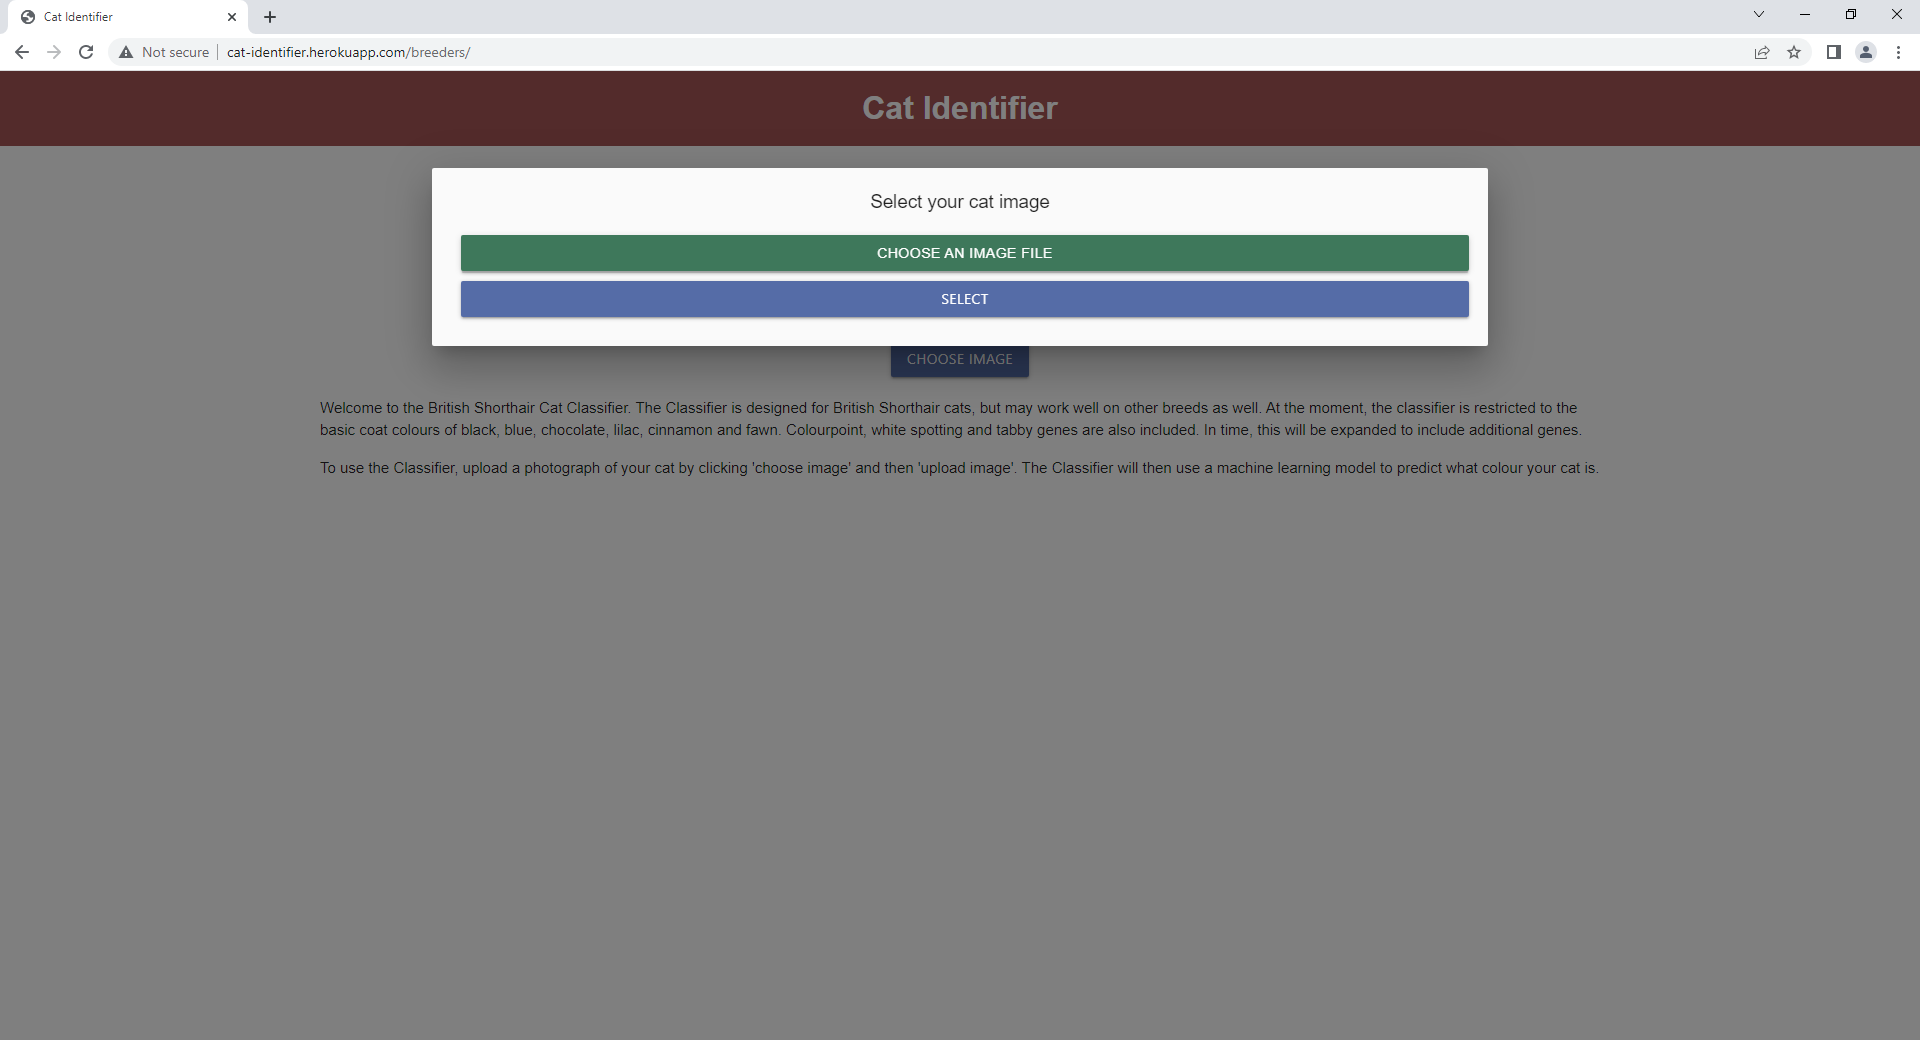 Cat Identifier
Not secure
cat-identifier.herokuapp.com/breeders/
Cat Identifier
Select your cat image
CHOOSE AN IMAGE FILE
SELECT
CHOOSE IMAGE
Welcome to the British Shorthair Cat Classifier. The Classifier is designed for British Shorthair cats, but may work well on other breeds as well. At the moment, the classifier is restricted to the
basic coat colours of black, blue, chocolate, lilac, cinnamon and fawn. Colourpoint, white spotting and tabby genes are also included. In time, this will be expanded to include additional genes.
To use the Classifier, upload a photograph of your cat by clicking 'choose image' and then 'upload image'. The Classifier will then use a machine learning model to predict what colour your cat is.